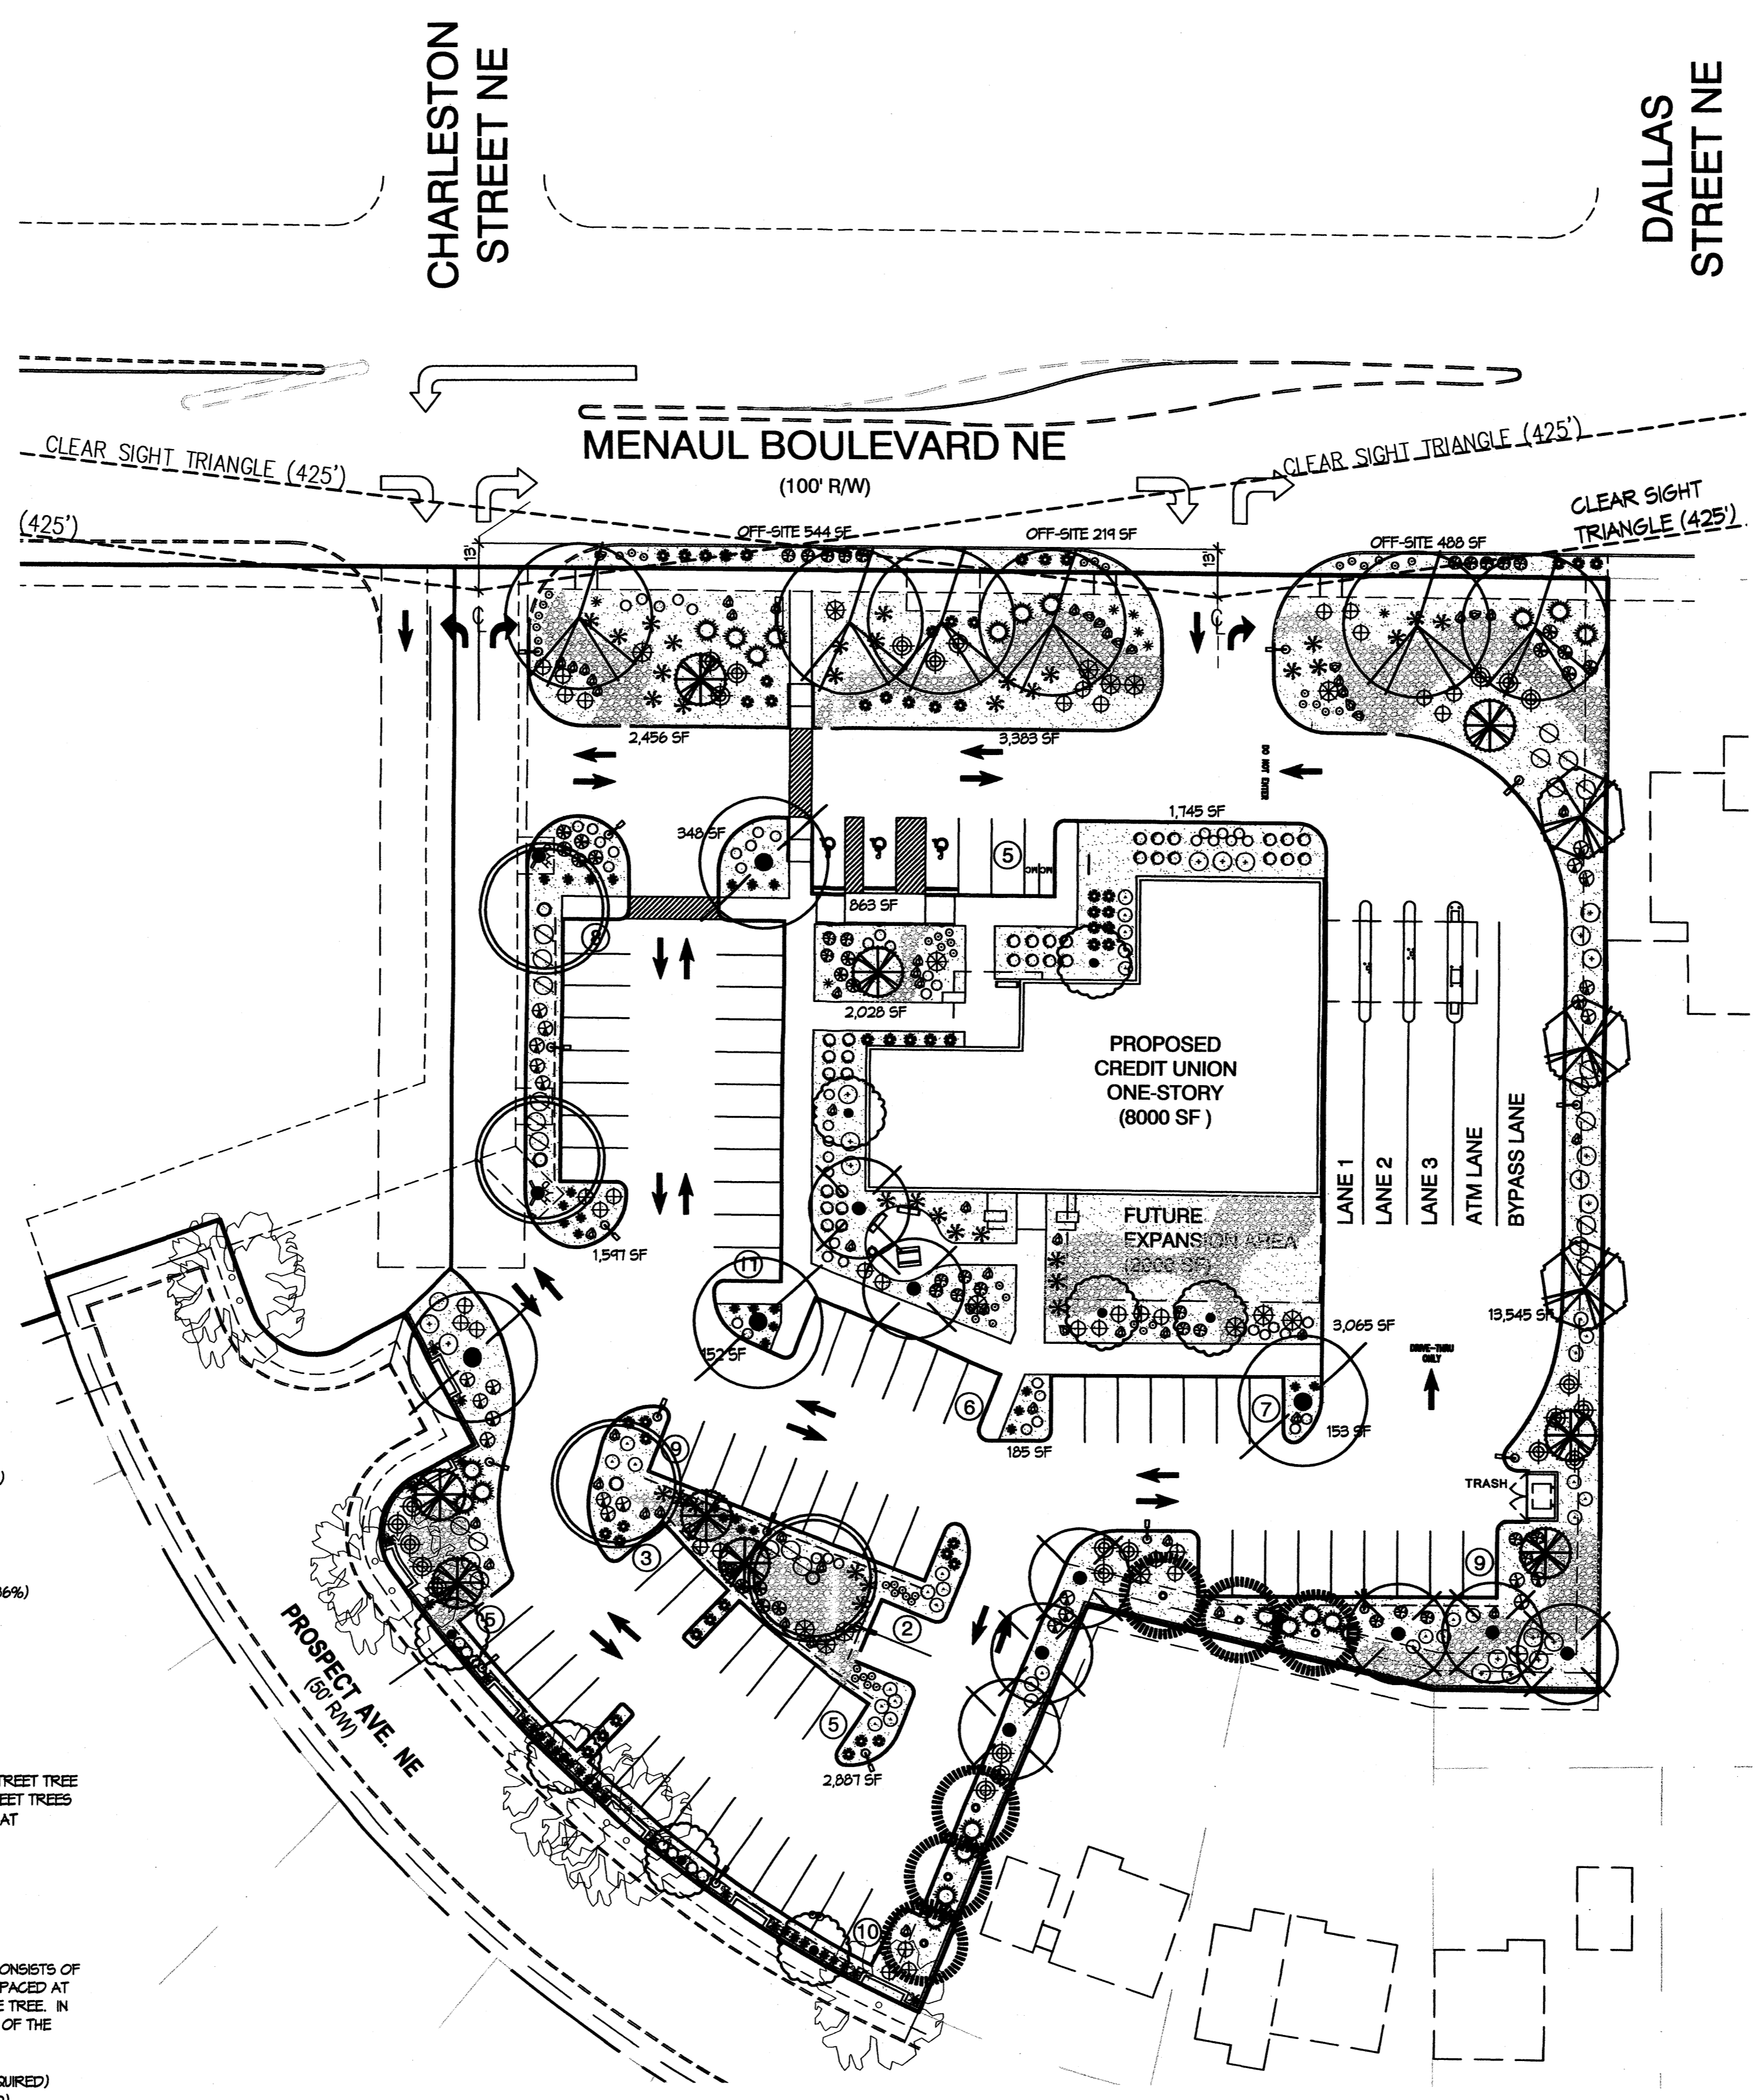 CHARLESTON
STREET NE
DALLAS
STREET NE
CLEAR SIGHT TRIANGLE (425')
MENAUL BOULEVARD NE
(100' R/W)
CLEAR SIGHT TRIANGLE (425')
CLEAR SIGHT
TRIANGLE (425')
(425')
OFF-SITE 544 SF
OFF-SITE 219 SF
OFF-SITE 488 SF
13'
13'
2,456 SF
3,383 SF
DO NOT ENTER
348 SF
1,745 SF
5
MC MC
863 SF
8
2,028 SF
PROPOSED
CREDIT UNION
ONE-STORY
(8000 SF )
LANE 1
LANE 2
LANE 3
ATM LANE
BYPASS LANE
FUTURE
EXPANSION AREA
(2000 SF)
1,597 SF
11
152 SF
13,545 SF
3,065 SF
DRIVE-THRU
ONLY
6
7
185 SF
153 SF
9
TRASH
3
9
2
5
PROSPECT AVE. NE
(50' R/W)
5
2,887 SF
10
)
36%)
TREET TREE
EET TREES
AT
ONSISTS OF
PACED AT
E TREE. IN
OF THE
QUIRED)